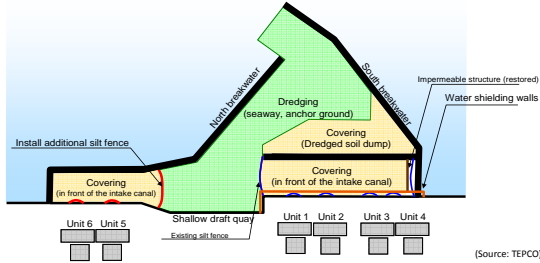 North breakwater
South breakwater
Impermeable structure (restored)
Water shielding walls
Dredging
(seaway, anchor ground)
Install additional silt fence
Covering
(Dredged soil dump)
Covering
(in front of the intake canal)
Covering
(in front of the intake canal)
Shallow draft quay
Existing silt fence
Unit 6
Unit 5
Unit 1
Unit 2
Unit 3
Unit 4
(Source: TEPCO)